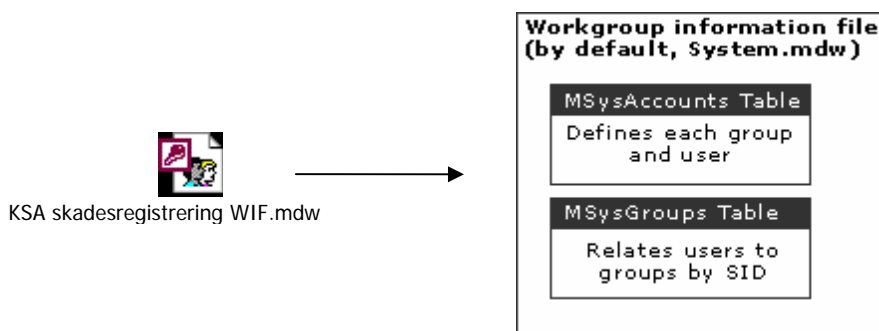 KSA skadesregistrering WIF.mdw
Workgroup information file
(by default, System.mdw)
MSysAccounts Table
Defines each group
and user
MSysGroups Table
Relates users to
groups by SID